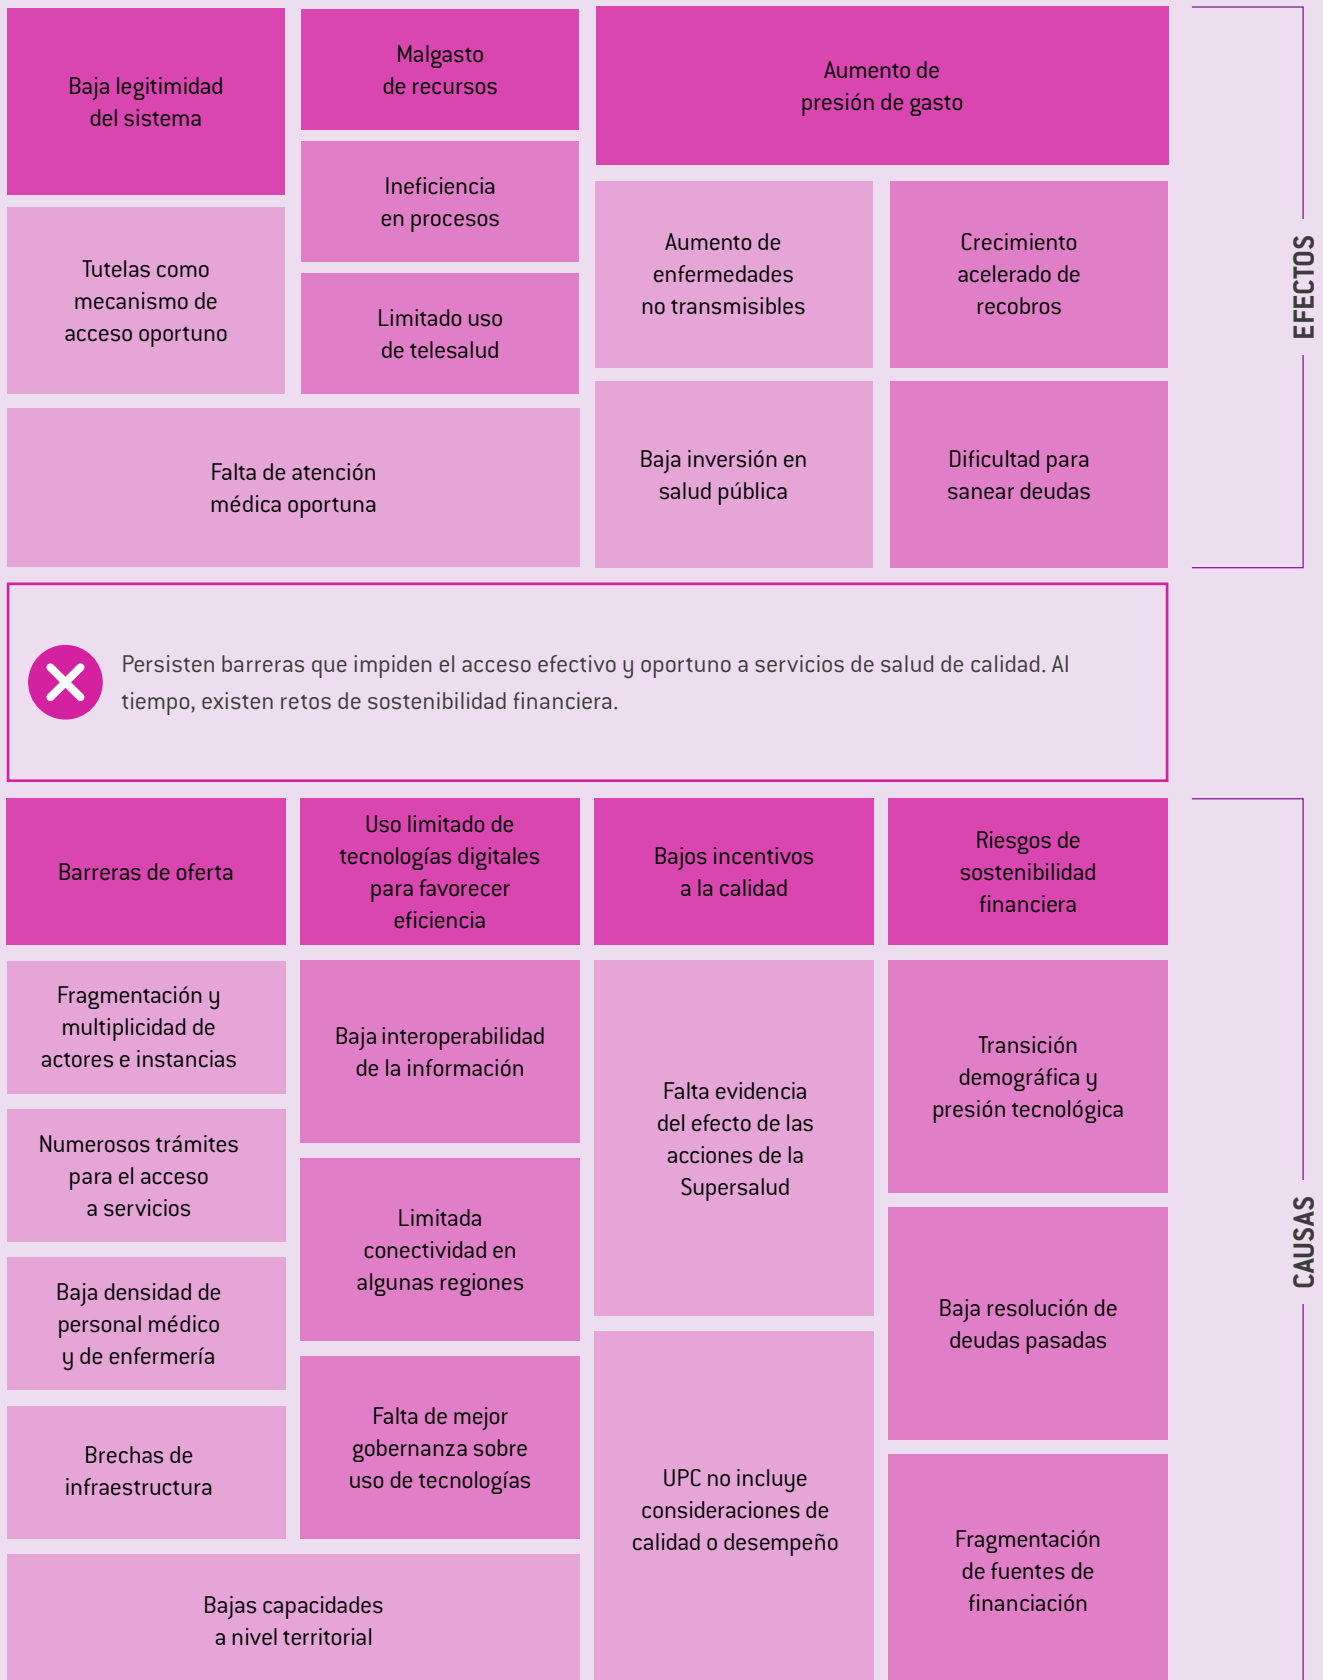 Baja legitimidad
del sistema
Malgasto
de recursos
Aumento de
presión de gasto
Ineficiencia
en procesos
Tutelas como
mecanismo de
acceso oportuno
Limitado uso
de telesalud
Aumento de
enfermedades
no transmisibles
Crecimiento
acelerado de
recobros
Falta de atención
médica oportuna
Baja inversión en
salud pública
Dificultad para
sanear deudas
EFECTOS
Persisten barreras que impiden el acceso efectivo y oportuno a servicios de salud de calidad. Al
tiempo, existen retos de sostenibilidad financiera.
Barreras de oferta
Uso limitado de
tecnologías digitales
para favorecer
eficiencia
Bajos incentivos
a la calidad
Riesgos de
sostenibilidad
financiera
Fragmentación y
multiplicidad de
actores e instancias
Numerosos trámites
para el acceso
a servicios
Baja densidad de
personal médico
y de enfermería
Brechas de
infraestructura
Baja interoperabilidad
de la información
Limitada
conectividad en
algunas regiones
Falta de mejor
gobernanza sobre
uso de tecnologías
Bajas capacidades
a nivel territorial
Falta evidencia
del efecto de las
acciones de la
Supersalud
UPC no incluye
consideraciones de
calidad o desempeño
Transición
demográfica y
presión tecnológica
Baja resolución de
deudas pasadas
Fragmentación
de fuentes de
financiación
CAUSAS